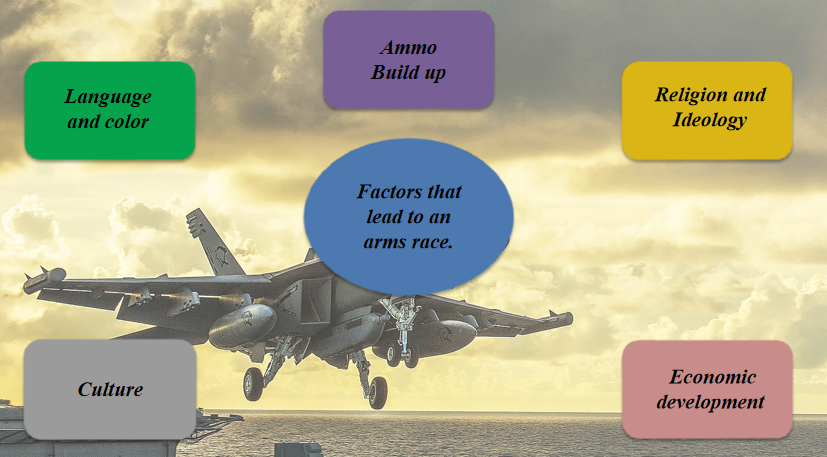 Ammo
Build up
Language
and color
Religion and
Ideology
Factors that
lead to an
arms race.
Culture
Economic
development